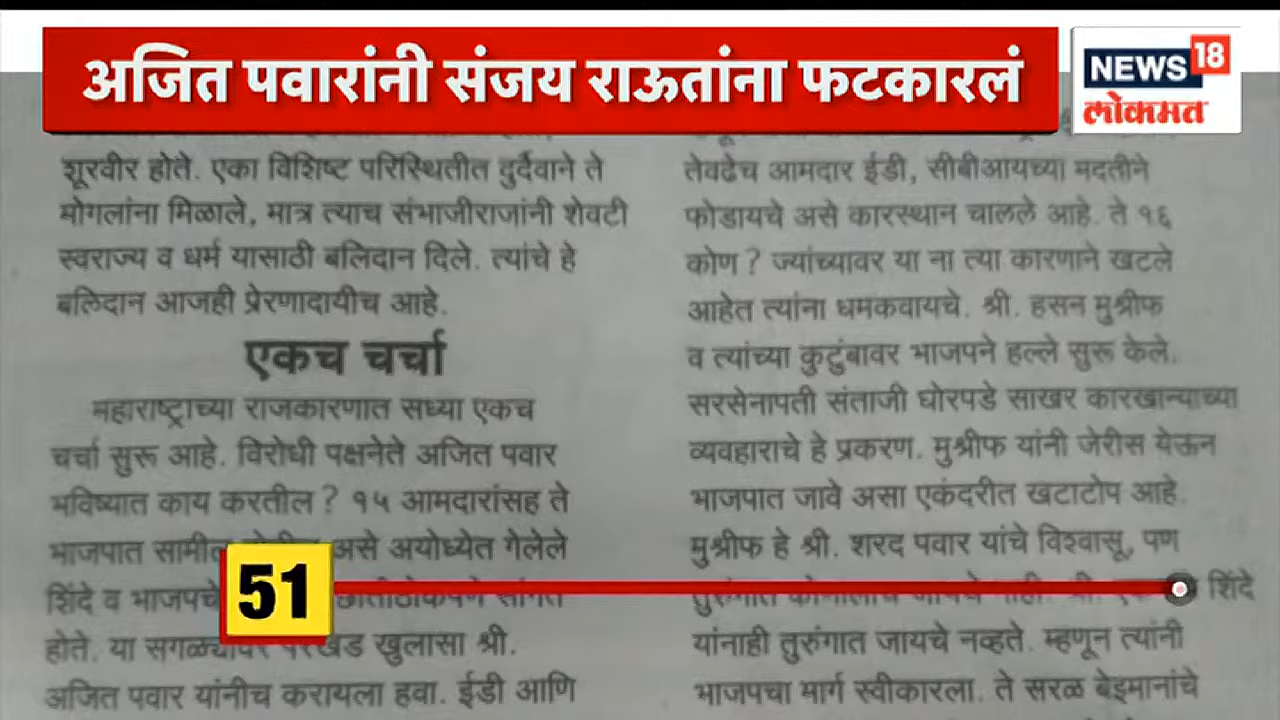 अजित पवारांनी संजय राऊतांना फटकारलं
NEWS 18
लोकमत
शूरवीर होते. एका विशिष्ट परिस्थितीत दुर्दैवाने ते
मोगलांना मिळाले, मात्र त्याच संभाजीराजांनी शेवटी
स्वराज्य व धर्म यासाठी बलिदान दिले. त्यांचे हे
बलिदान आजही प्रेरणादायीच आहे.
एकच चर्चा
महाराष्ट्राच्या राजकारणात सध्या एकच
चर्चा सुरू आहे. विरोधी पक्षनेते अजित पवार
भविष्यात काय करतील ? १५ आमदारांसह ते
भाजपात सामील असे अयोध्येत गेलेले
शिंदे व भाजपचे
होते. या खुलासा श्री.
अजित पवार यांनीच करायला हवा. ईडी आणि
तेवढेच आमदार ईडी, सीबीआयच्या मदतीने
फोडायचे असे कारस्थान चालले आहे. ते १६
कोण ? ज्यांच्यावर या ना त्या कारणाने खटले
आहेत त्यांना धमकवायचे. श्री. हसन मुश्रीफ
व त्यांच्या कुटुंबावर भाजपने हल्ले सुरू केले.
सरसेनापती संताजी घोरपडे साखर कारखान्याच्या
व्यवहाराचे हे प्रकरण. मुश्रीफ यांनी जेरीस येऊन
भाजपात जावे असा एकंदरीत खटाटोप आहे.
मुश्रीफ हे श्री. शरद पवार यांचे विश्वासू, पण
शिंदे
यांनाही तुरुंगात जायचे नव्हते. म्हणून त्यांनी
भाजपचा मार्ग स्वीकारला. ते सरळ बेइमानांचे
51